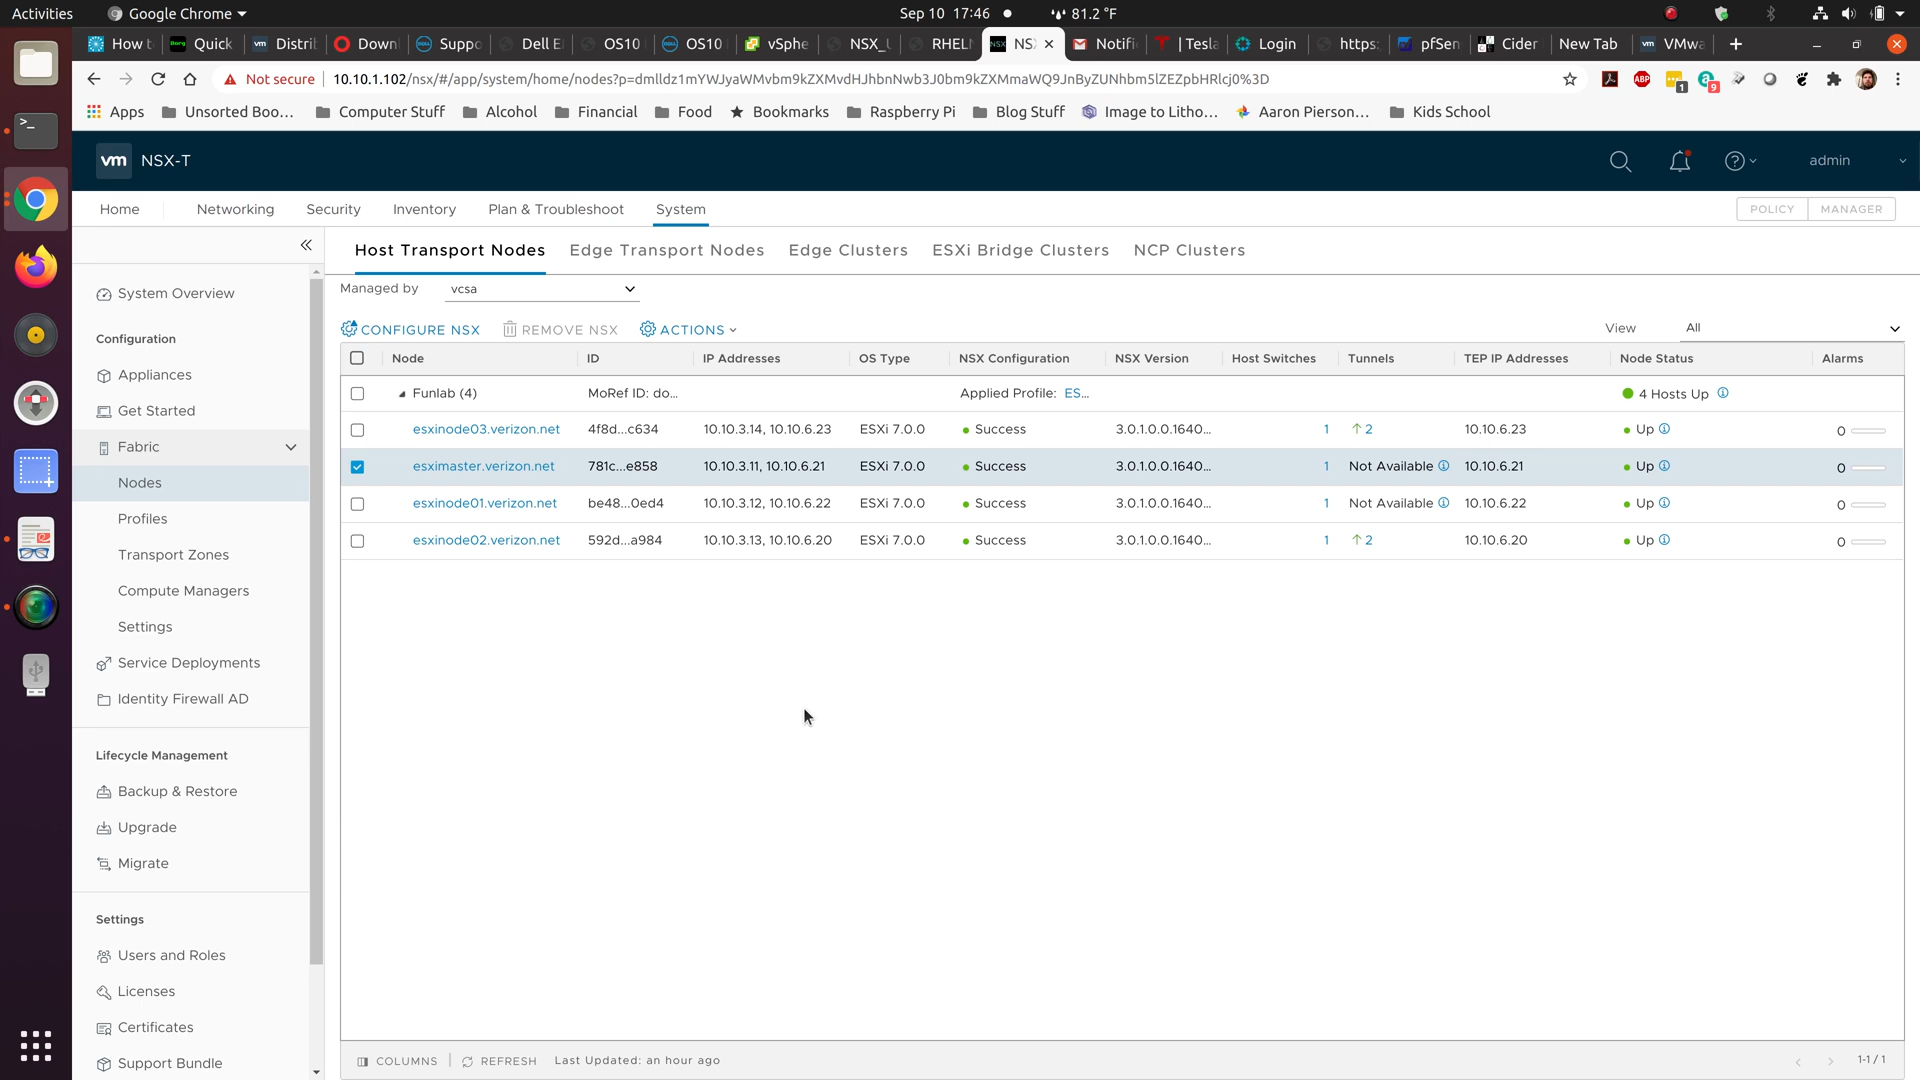 Activities
Google Chrome
Sep 10 17:46
81.2 °F
How t
Quick
Distril
Down
Suppo
Dell E
OS10
OS10
vSphe
NSX_U
RHELN
NSX
Notifi
| Tesla
Login
https:
pfSen
Cider
New Tab
VMwa
Not secure
10.10.1.102/nsx/#/app/system/home/nodes?p=dmlldz1mYWJyaWMvbm9kZXMvdHJhbnNwb3J0bm9kZXMmaWQ9JnByZUNhbm5lZEZpbHRlcj0%3D
ABP
1
9
Apps
Unsorted Boo...
Computer Stuff
Alcohol
Financial
Food
Bookmarks
Raspberry Pi
Blog Stuff
Image to Litho...
Aaron Pierson...
Kids School
vm NSX-T
admin
Home
Networking
Security
Inventory
Plan & Troubleshoot
System
POLICY
MANAGER
System Overview
Configuration
Appliances
Get Started
Fabric
Nodes
Profiles
Transport Zones
Compute Managers
Settings
Service Deployments
Identity Firewall AD
Lifecycle Management
Backup & Restore
Upgrade
Migrate
Settings
Users and Roles
Licenses
Certificates
Support Bundle
Host Transport Nodes
Edge Transport Nodes
Edge Clusters
ESXi Bridge Clusters
NCP Clusters
Managed by vcsa
CONFIGURE NSX
REMOVE NSX
ACTIONS
View All
Node ID IP Addresses OS Type NSX Configuration NSX Version Host Switches Tunnels TEP IP Addresses Node Status Alarms
Funlab (4) MoRef ID: do... Applied Profile: ES... 4 Hosts Up
esxinode03.verizon.net 4f8d...c634 10.10.3.14, 10.10.6.23 ESXi 7.0.0 Success 3.0.1.0.0.1640... 1 ↑2 10.10.6.23 Up 0
esximaster.verizon.net 781c...e858 10.10.3.11, 10.10.6.21 ESXi 7.0.0 Success 3.0.1.0.0.1640... 1 Not Available 10.10.6.21 Up 0
esxinode01.verizon.net be48...0ed4 10.10.3.12, 10.10.6.22 ESXi 7.0.0 Success 3.0.1.0.0.1640... 1 Not Available 10.10.6.22 Up 0
esxinode02.verizon.net 592d...a984 10.10.3.13, 10.10.6.20 ESXi 7.0.0 Success 3.0.1.0.0.1640... 1 ↑2 10.10.6.20 Up 0
COLUMNS
REFRESH
Last Updated: an hour ago
1-1 / 1